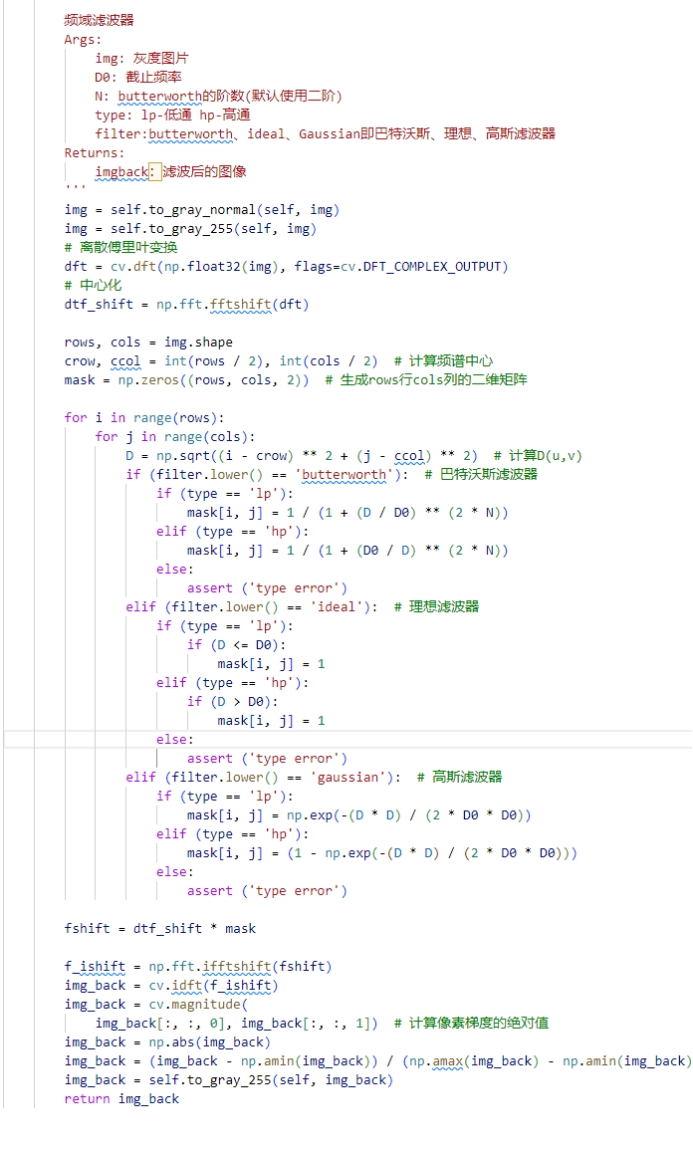 频域滤波器
Args:
img: 灰度图片
D0: 截止频率
N: butterworth的阶数(默认使用二阶)
type: lp-低通 hp-高通
filter:butterworth、ideal、Gaussian即巴特沃斯、理想、高斯滤波器
Returns:
imgback：滤波后的图像
'''
img = self.to_gray_normal(self, img)
img = self.to_gray_255(self, img)
# 离散傅里叶变换
dft = cv.dft(np.float32(img), flags=cv.DFT_COMPLEX_OUTPUT)
# 中心化
dtf_shift = np.fft.fftshift(dft)
rows, cols = img.shape
crow, ccol = int(rows / 2), int(cols / 2)  # 计算频谱中心
mask = np.zeros((rows, cols, 2))  # 生成rows行cols列的二维矩阵
for i in range(rows):
for j in range(cols):
D = np.sqrt((i - crow) ** 2 + (j - ccol) ** 2)  # 计算D(u,v)
if (filter.lower() == 'butterworth'):  # 巴特沃斯滤波器
if (type == 'lp'):
mask[i, j] = 1 / (1 + (D / D0) ** (2 * N))
elif (type == 'hp'):
mask[i, j] = 1 / (1 + (D0 / D) ** (2 * N))
else:
assert ('type error')
elif (filter.lower() == 'ideal'):  # 理想滤波器
if (type == 'lp'):
if (D <= D0):
mask[i, j] = 1
elif (type == 'hp'):
if (D > D0):
mask[i, j] = 1
else:
assert ('type error')
elif (filter.lower() == 'gaussian'):  # 高斯滤波器
if (type == 'lp'):
mask[i, j] = np.exp(-(D * D) / (2 * D0 * D0))
elif (type == 'hp'):
mask[i, j] = (1 - np.exp(-(D * D) / (2 * D0 * D0)))
else:
assert ('type error')
fshift = dtf_shift * mask
f_ishift = np.fft.ifftshift(fshift)
img_back = cv.idft(f_ishift)
img_back = cv.magnitude(
img_back[:, :, 0], img_back[:, :, 1])  # 计算像素梯度的绝对值
img_back = np.abs(img_back)
img_back = (img_back - np.amin(img_back)) / (np.amax(img_back) - np.amin(img_back)
img_back = self.to_gray_255(self, img_back)
return img_back